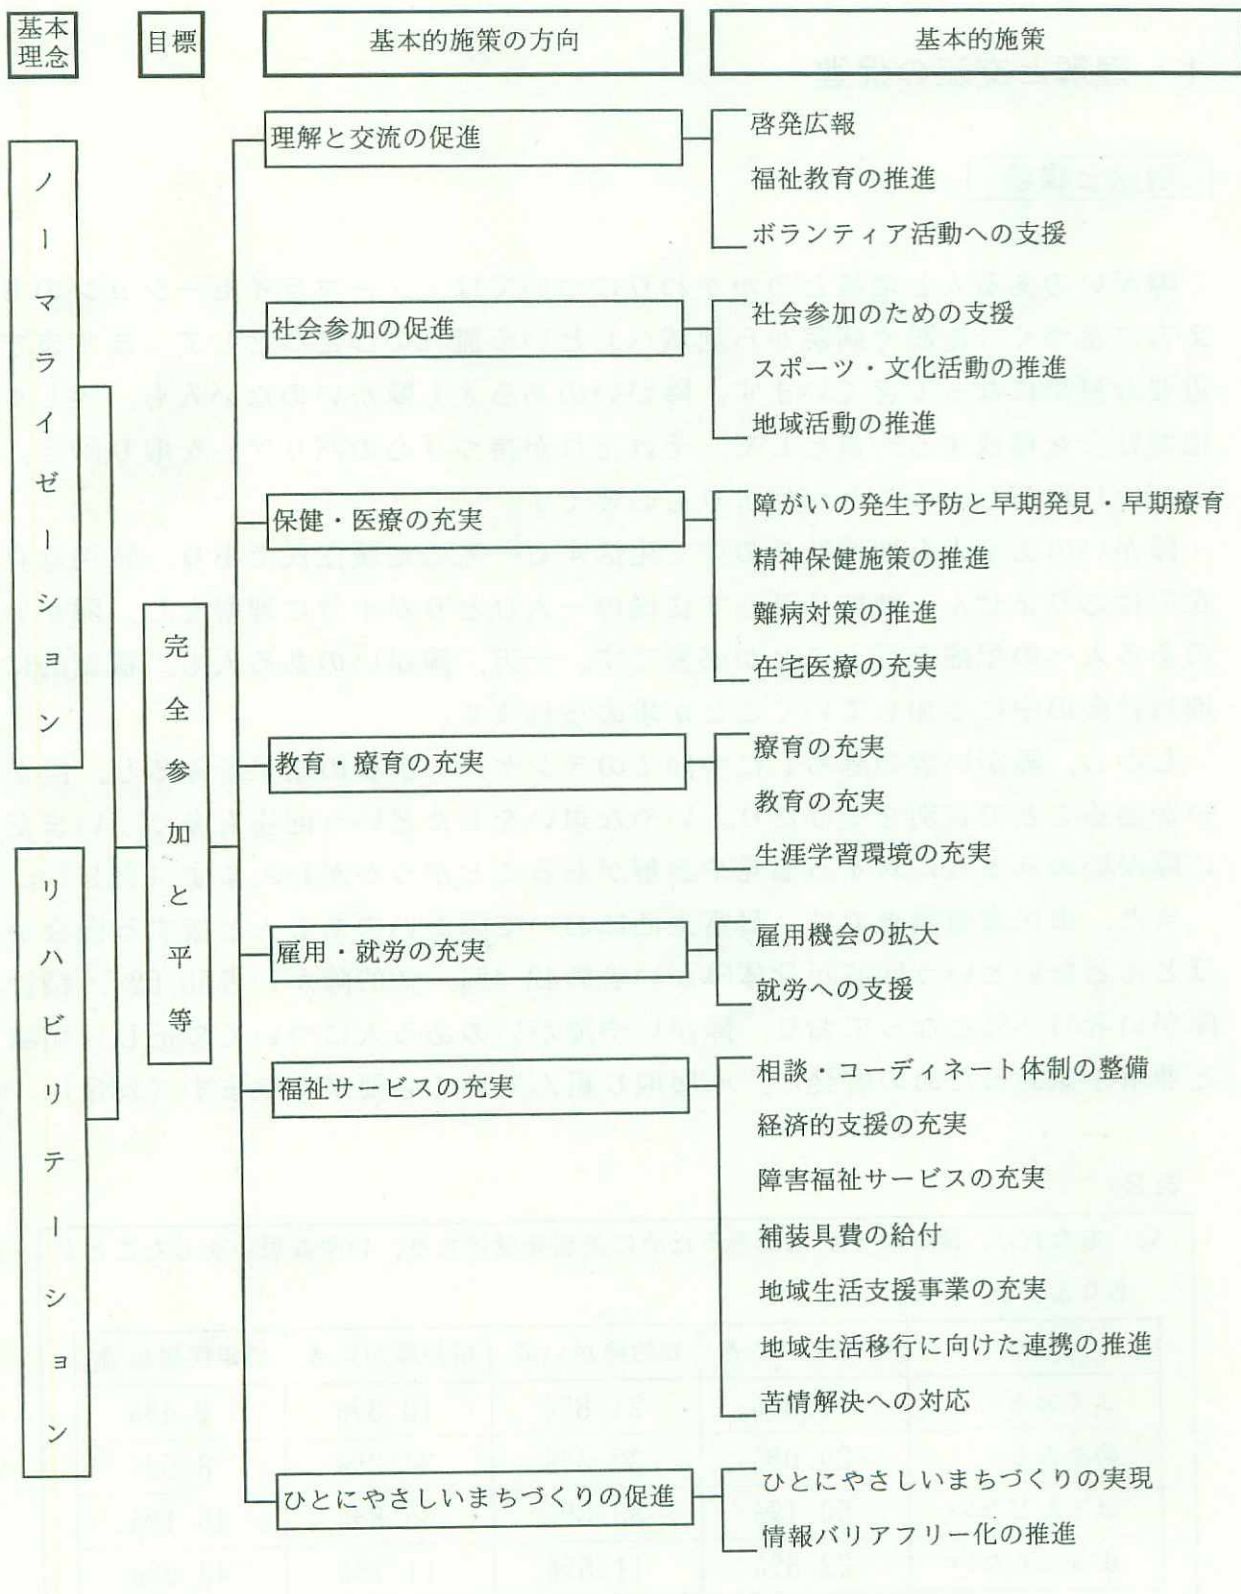 基本
理念
目標
基本的施策の方向
基本的施策
ノーマライゼーション
リハビリテーション
完全参加と平等
理解と交流の促進
啓発広報
福祉教育の推進
ボランティア活動への支援
社会参加の促進
社会参加のための支援
スポーツ・文化活動の推進
地域活動の推進
保健・医療の充実
障がいの発生予防と早期発見・早期療育
精神保健施策の推進
難病対策の推進
在宅医療の充実
教育・療育の充実
療育の充実
教育の充実
生涯学習環境の充実
雇用・就労の充実
雇用機会の拡大
就労への支援
福祉サービスの充実
相談・コーディネート体制の整備
経済的支援の充実
障害福祉サービスの充実
補装具費の給付
地域生活支援事業の充実
地域生活移行に向けた連携の推進
苦情解決への対応
ひとにやさしいまちづくりの促進
ひとにやさしいまちづくりの実現
情報バリアフリー化の推進